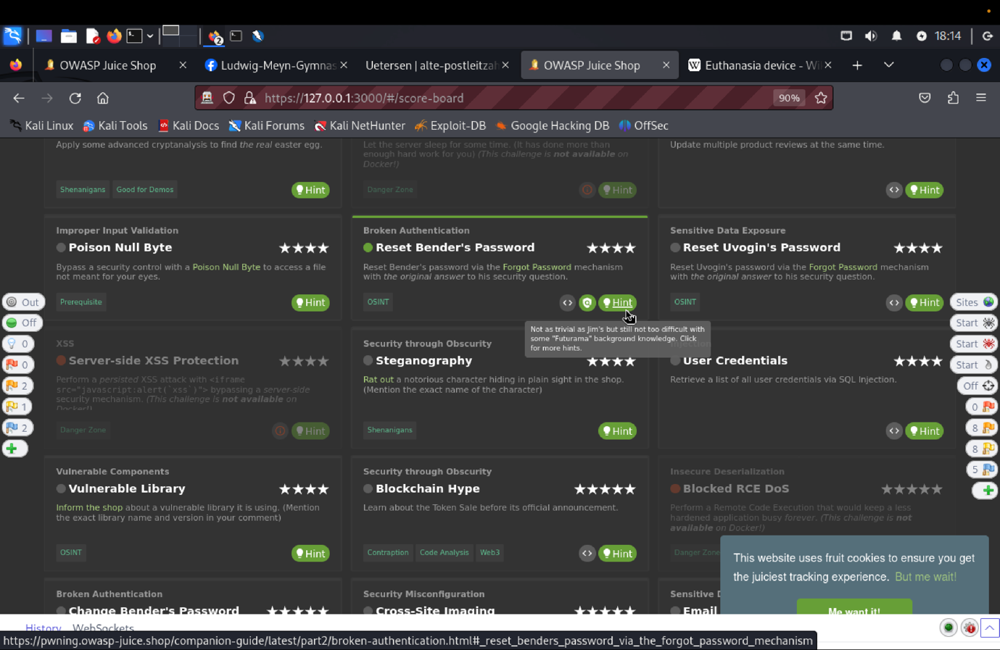 18:14
OWASP Juice Shop
Ludwig-Meyn-Gymnas
Uetersen | alte-postleitzah
OWASP Juice Shop
Euthanasia device - Wi
https://127.0.0.1:3000/#/score-board
90%
Kali Linux
Kali Tools
Kali Docs
Kali Forums
Kali NetHunter
Exploit-DB
Google Hacking DB
OffSec
Apply some advanced cryptanalysis to find the real easter egg.
Shenanigans
Good for Demos
Hint
Let the server sleep for some time. (It has done more than
enough hard work for you) (This challenge is not available on
Docker!)
Danger Zone
Hint
Update multiple product reviews at the same time.
Hint
Improper Input Validation
Poison Null Byte
Bypass a security control with a Poison Null Byte to access a file
not meant for your eyes.
Prerequisite
Hint
Broken Authentication
Reset Bender's Password
Reset Bender's password via the Forgot Password mechanism
with the original answer to his security question.
OSINT
Hint
Not as trivial as Jim's but still not too difficult with
some "Futurama" background knowledge. Click
for more hints.
Sensitive Data Exposure
Reset Uvogin's Password
Reset Uvogin's password via the Forgot Password mechanism
with the original answer to his security question.
OSINT
Hint
Out
Off
0
0
2
1
2
Sites
Start
Start
Start
Off
0
8
8
5
XSS
Server-side XSS Protection
Perform a persisted XSS attack with <iframe
src="javascript:alert(`xss`)"> bypassing a server-side
security mechanism. (This challenge is not available on
Docker!)
Danger Zone
Hint
Security through Obscurity
Steganography
Rat out a notorious character hiding in plain sight in the shop.
(Mention the exact name of the character)
Shenanigans
Hint
User Credentials
Retrieve a list of all user credentials via SQL Injection.
Hint
Vulnerable Components
Vulnerable Library
Inform the shop about a vulnerable library it is using. (Mention
the exact library name and version in your comment)
OSINT
Hint
Security through Obscurity
Blockchain Hype
Learn about the Token Sale before its official announcement.
Contraption
Code Analysis
Web3
Hint
Insecure Deserialization
Blocked RCE DoS
Perform a Remote Code Execution that would keep a less
hardened application busy forever. (This challenge is not
available on Docker!)
Danger Zone
Broken Authentication
Change Bender's Password
Security Misconfiguration
Cross-Site Imaging
Sensitive D
Email
This website uses fruit cookies to ensure you get
the juiciest tracking experience. But me wait!
Me want it!
History
WebSockets
https://pwning.owasp-juice.shop/companion-guide/latest/part2/broken-authentication.html#_reset_benders_password_via_the_forgot_password_mechanism